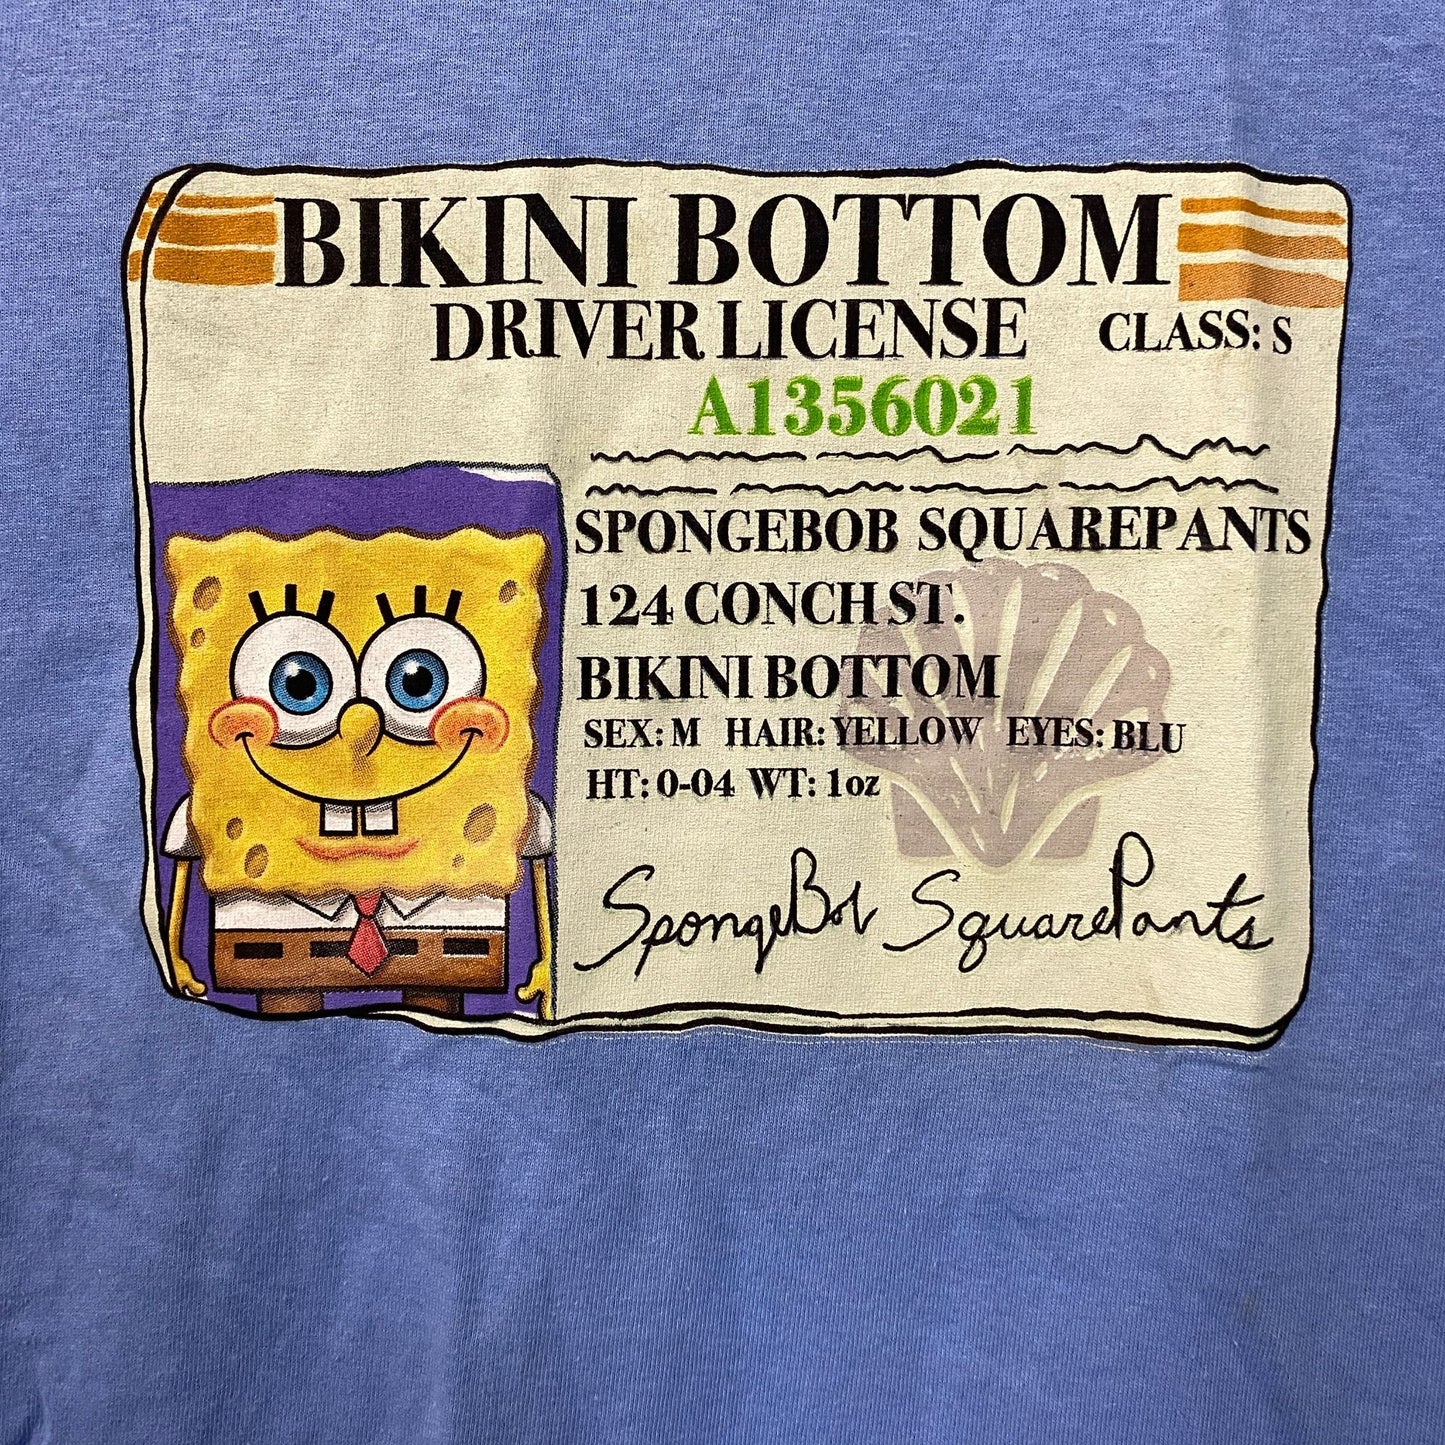 BIKINI BOTTOM
DRIVER LICENSE CLASS: S
A1356021
SPONGEBOB SQUAREPANTS
124 CONCH ST.
BIKINI BOTTOM
SEX: M HAIR: YELLOW EYES: BLU
HT: 0-04 WT: 1oz
SpongeBob SquarePants